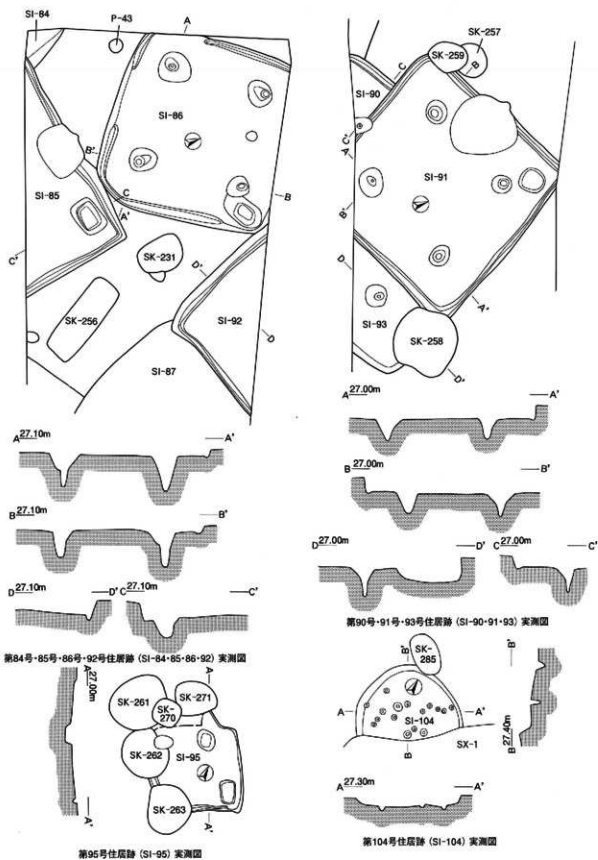 SI-84
P-43
A
SI-86
B'
SI-85
C
A'
B
C'
SK-231
D'
SK-256
SI-92
D
SI-87
A 27.10m A'
B 27.10m B'
D 27.10m D' C 27.10m C'
第84号・85号・86号・92号住居跡 (SI-84・85・86・92) 実測図
SK-257
SK-259
B
C
SI-90
C'
A
SI-91
B'
D
A'
SI-93
SK-258
D'
A 27.00m A'
B 27.00m B'
D 27.00m D' C 27.00m C'
第90号・91号・93号住居跡 (SI-90・91・93) 実測図
A 27.00m A'
A
SK-261
SK-271
SK-270
SK-262
SI-95
SK-263
A'
第95号住居跡 (SI-95) 実測図
SK-285
B'
A A'
SI-104
SX-1
B
B 27.40m B'
A 27.30m A'
第104号住居跡 (SI-104) 実測図